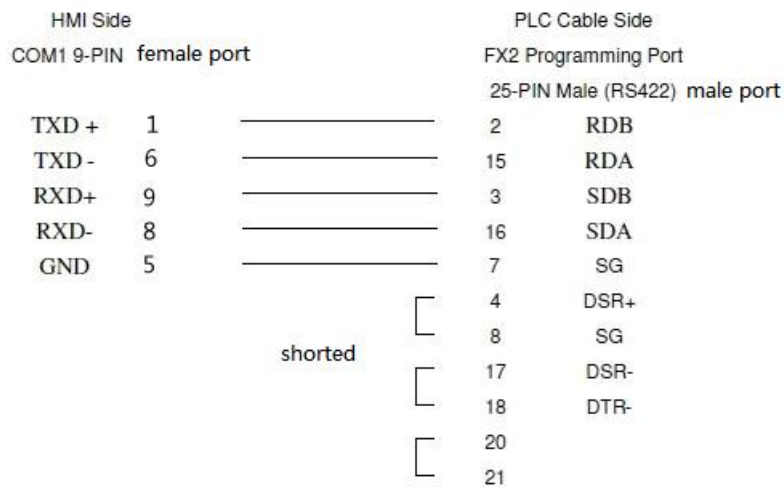 HMI Side PLC Cable Side
COM1 9-PIN female port FX2 Programming Port
25-PIN Male (RS422) male port
TXD + 1 2 RDB
TXD - 6 15 RDA
RXD+ 9 3 SDB
RXD- 8 16 SDA
GND 5 7 SG
4 DSR+
8 SG
shorted
17 DSR-
18 DTR-
20
21